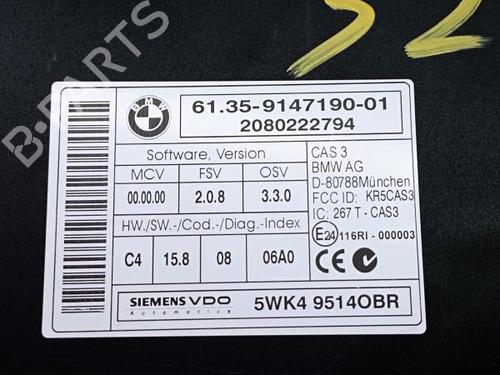 52
B-PARTS
BMW
61.35-9147190-01
2080222794
Software, Version
MCV FSV OSV
00.00.00 2.0.8 3.3.0
HW./SW.-/Cod.-/Diag.-Index
C4 15.8 08 06A0
CAS 3
BMW AG
D-80788München
FCC ID: KR5CAS3
IC: 267 T - CAS3
E24 116RI - 000003
CE
SIEMENS VDO
Automotive
5WK4 9514OBR